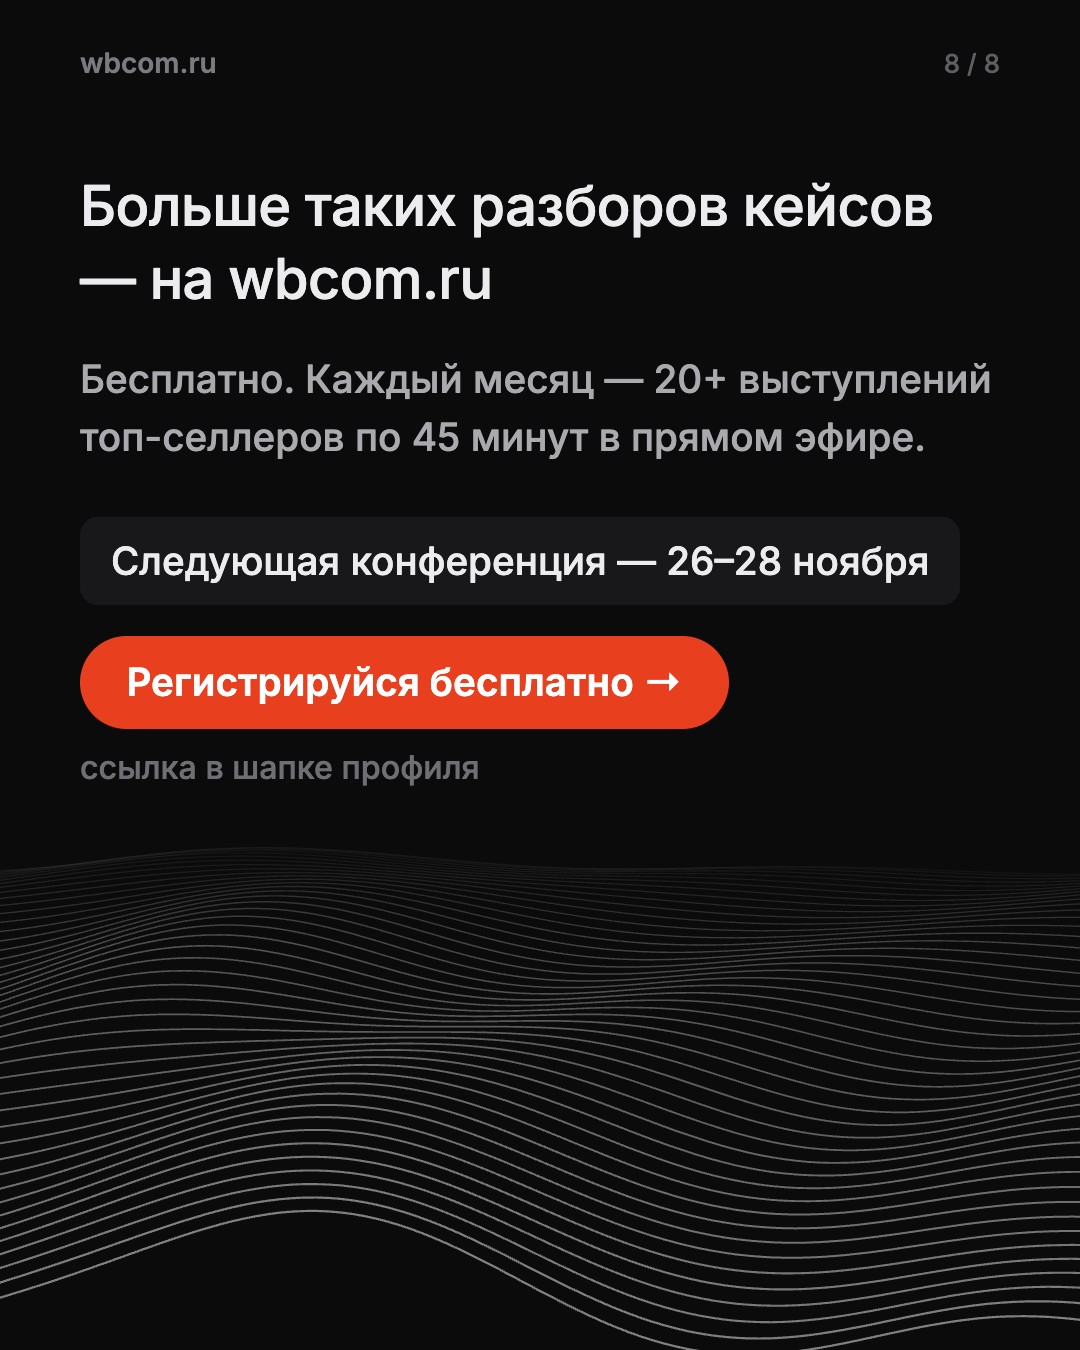 wbcom.ru
8 / 8
Больше таких разборов кейсов
— на wbcom.ru
Бесплатно. Каждый месяц — 20+ выступлений
топ-селлеров по 45 минут в прямом эфире.
Следующая конференция — 26–28 ноября
Регистрируйся бесплатно →
ссылка в шапке профиля